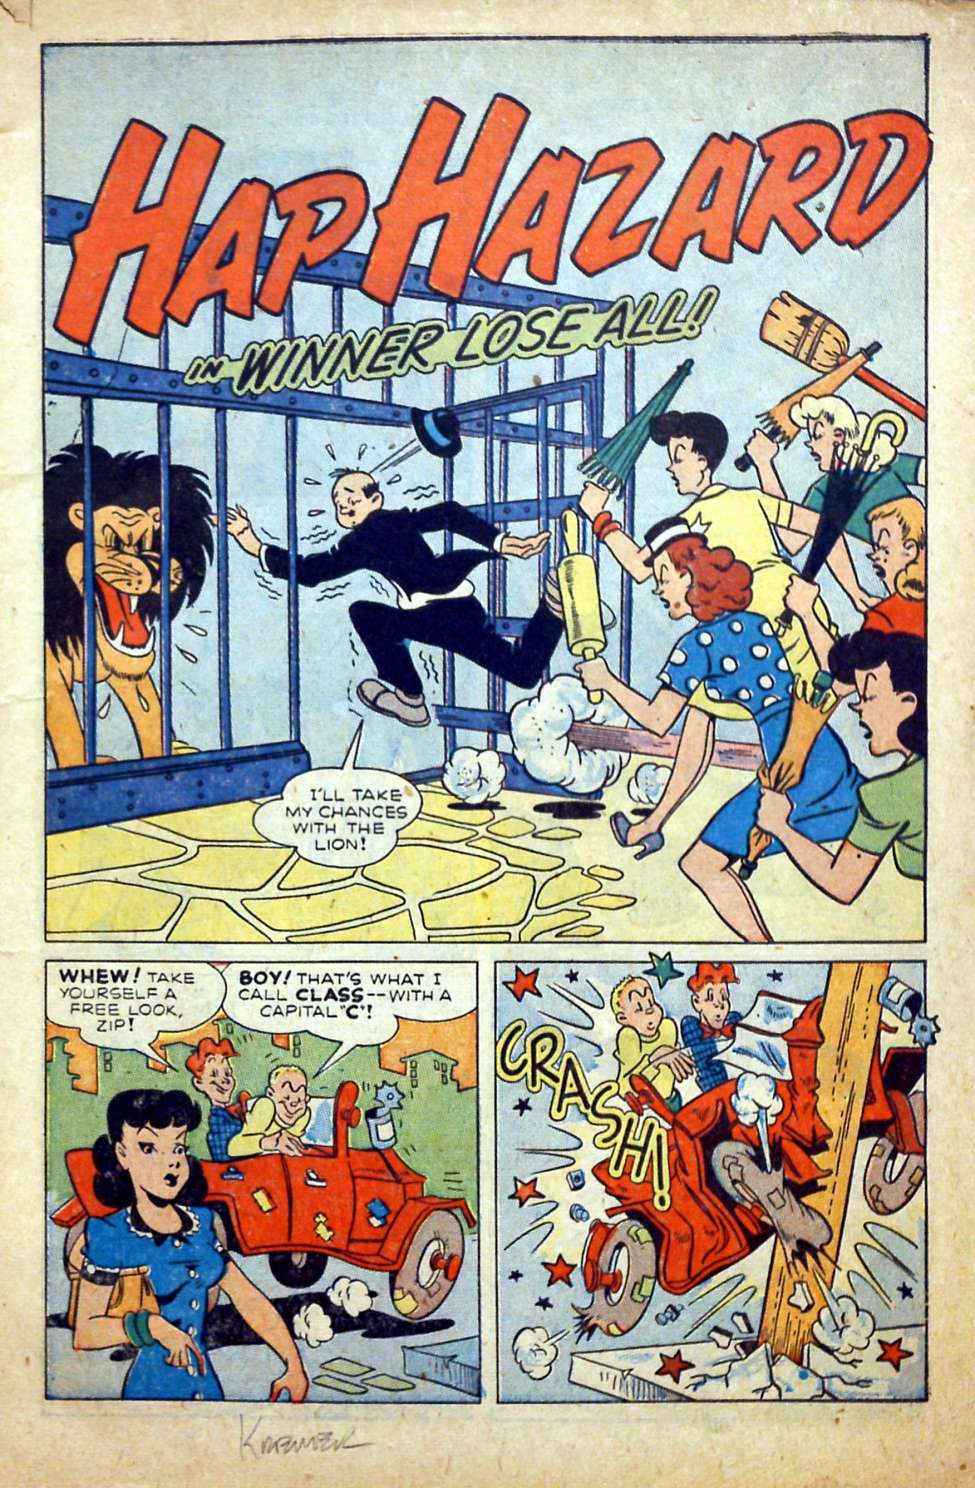 HAP HAZARD
IN WINNER LOSE ALL!
I'LL TAKE
MY CHANCES
WITH THE
LION!
WHEW! TAKE
YOURSELF A
FREE LOOK,
ZIP!
BOY! THAT'S WHAT I
CALL CLASS--WITH A
CAPITAL "C"!
CRASH!
KREMER